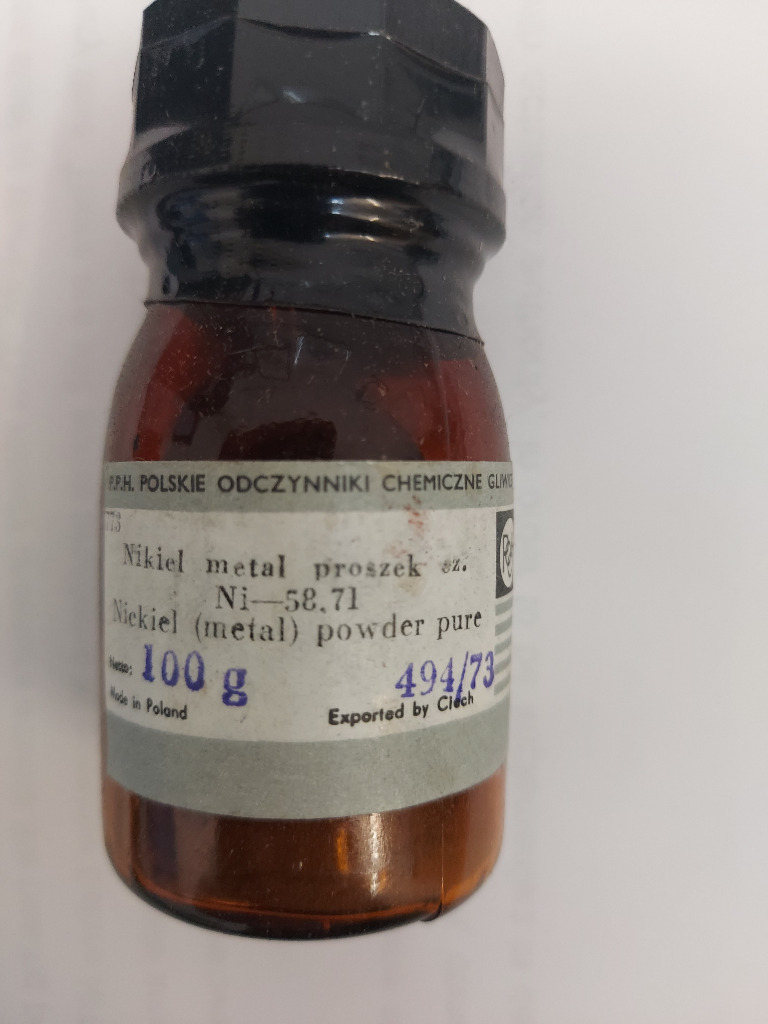 P.P.H. POLSKIE ODCZYNNIKI CHEMICZNE
Nikiel metal proszek cz.
Ni—58,71
Nickiel (metal) powder pure
Netto: 100 g
494/73
Made in Poland
Exported by Ciech